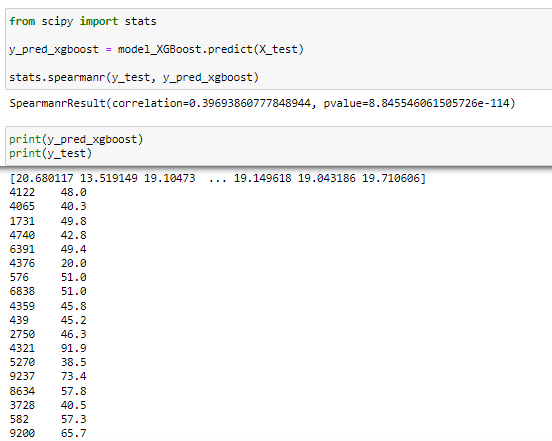 from scipy import stats
y_pred_xgboost = model_XGBoost.predict(X_test)
stats.spearmanr(y_test, y_pred_xgboost)
SpearmanrResult(correlation=0.39693860777848944, pvalue=8.845546061505726e-114)
print(y_pred_xgboost)
print(y_test)
[20.680117 13.519149 19.10473 ... 19.149618 19.043186 19.710606]
4122 48.0
4065 40.3
1731 49.8
4740 42.8
6391 49.4
4376 20.0
576 51.0
6838 51.0
4359 45.8
439 45.2
2750 46.3
4321 91.9
5270 38.5
9237 73.4
8634 57.8
3728 40.5
582 57.3
9200 65.7